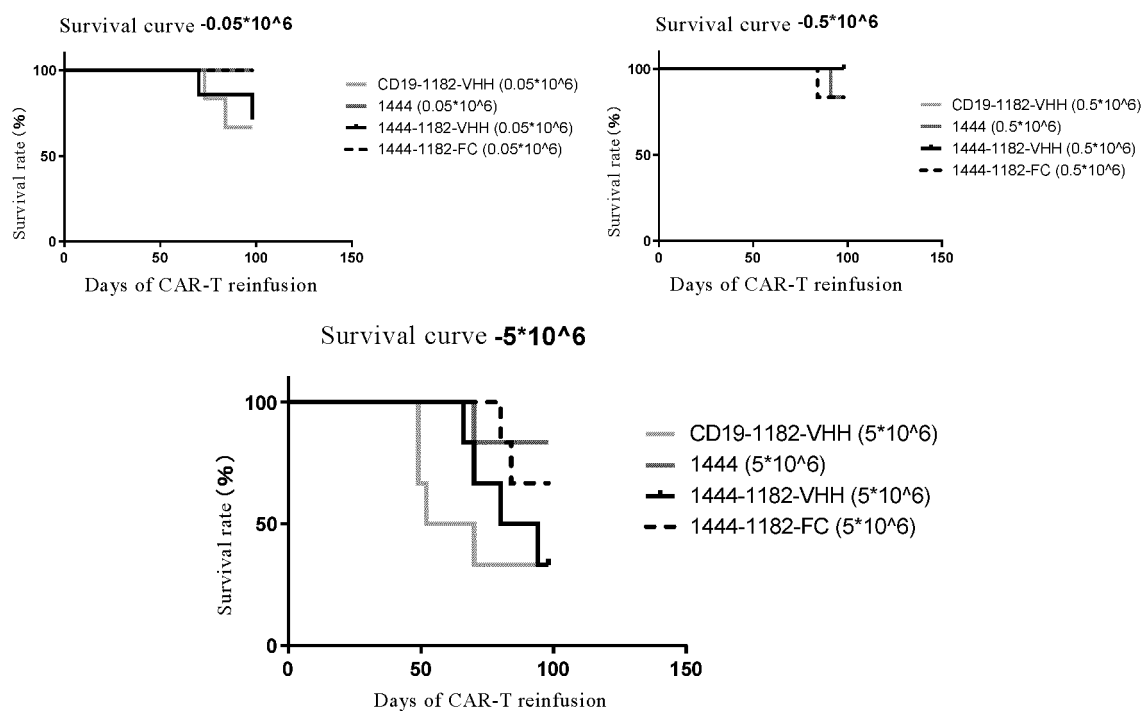 Survival curve -0.05*10^6
Survival rate (%)
100
50
0
0 50 100 150
Days of CAR-T reinfusion
CD19-1182-VHH (0.05*10^6)
1444 (0.05*10^6)
1444-1182-VHH (0.05*10^6)
1444-1182-FC (0.05*10^6)
Survival curve -0.5*10^6
Survival rate (%)
100
50
0
0 50 100 150
Days of CAR-T reinfusion
CD19-1182-VHH (0.5*10^6)
1444 (0.5*10^6)
1444-1182-VHH (0.5*10^6)
1444-1182-FC (0.5*10^6)
Survival curve -5*10^6
Survival rate (%)
100
50
0
0 50 100 150
Days of CAR-T reinfusion
CD19-1182-VHH (5*10^6)
1444 (5*10^6)
1444-1182-VHH (5*10^6)
1444-1182-FC (5*10^6)